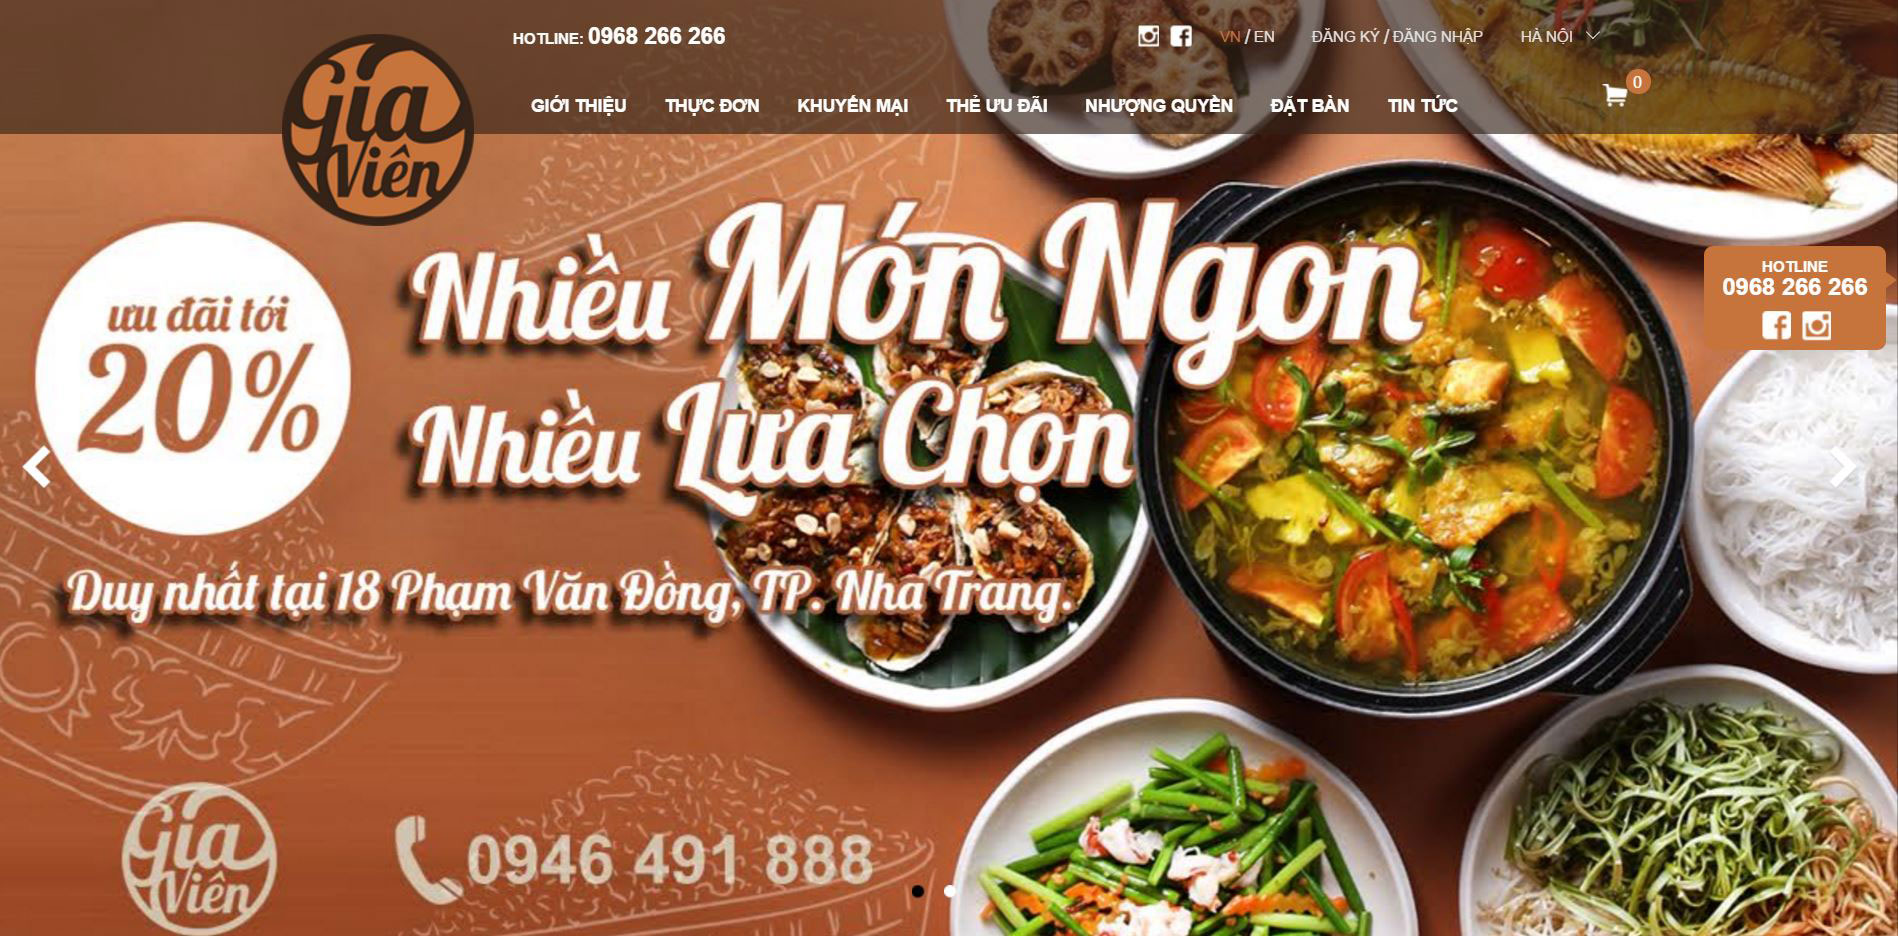 HOTLINE: 0968 266 266
VN / EN
ĐĂNG KÝ / ĐĂNG NHẬP
HÀ NỘI
Gia
Viên
GIỚI THIỆU
THỰC ĐƠN
KHUYẾN MẠI
THẺ ƯU ĐÃI
NHƯỢNG QUYỀN
ĐẶT BÀN
TIN TỨC
0
ưu đãi tới
20%
Nhiều Món Ngon
Nhiều Lựa Chọn
HOTLINE
0968 266 266
Duy nhất tại 18 Phạm Văn Đồng, TP. Nha Trang.
Gia
Viên
0946 491 888